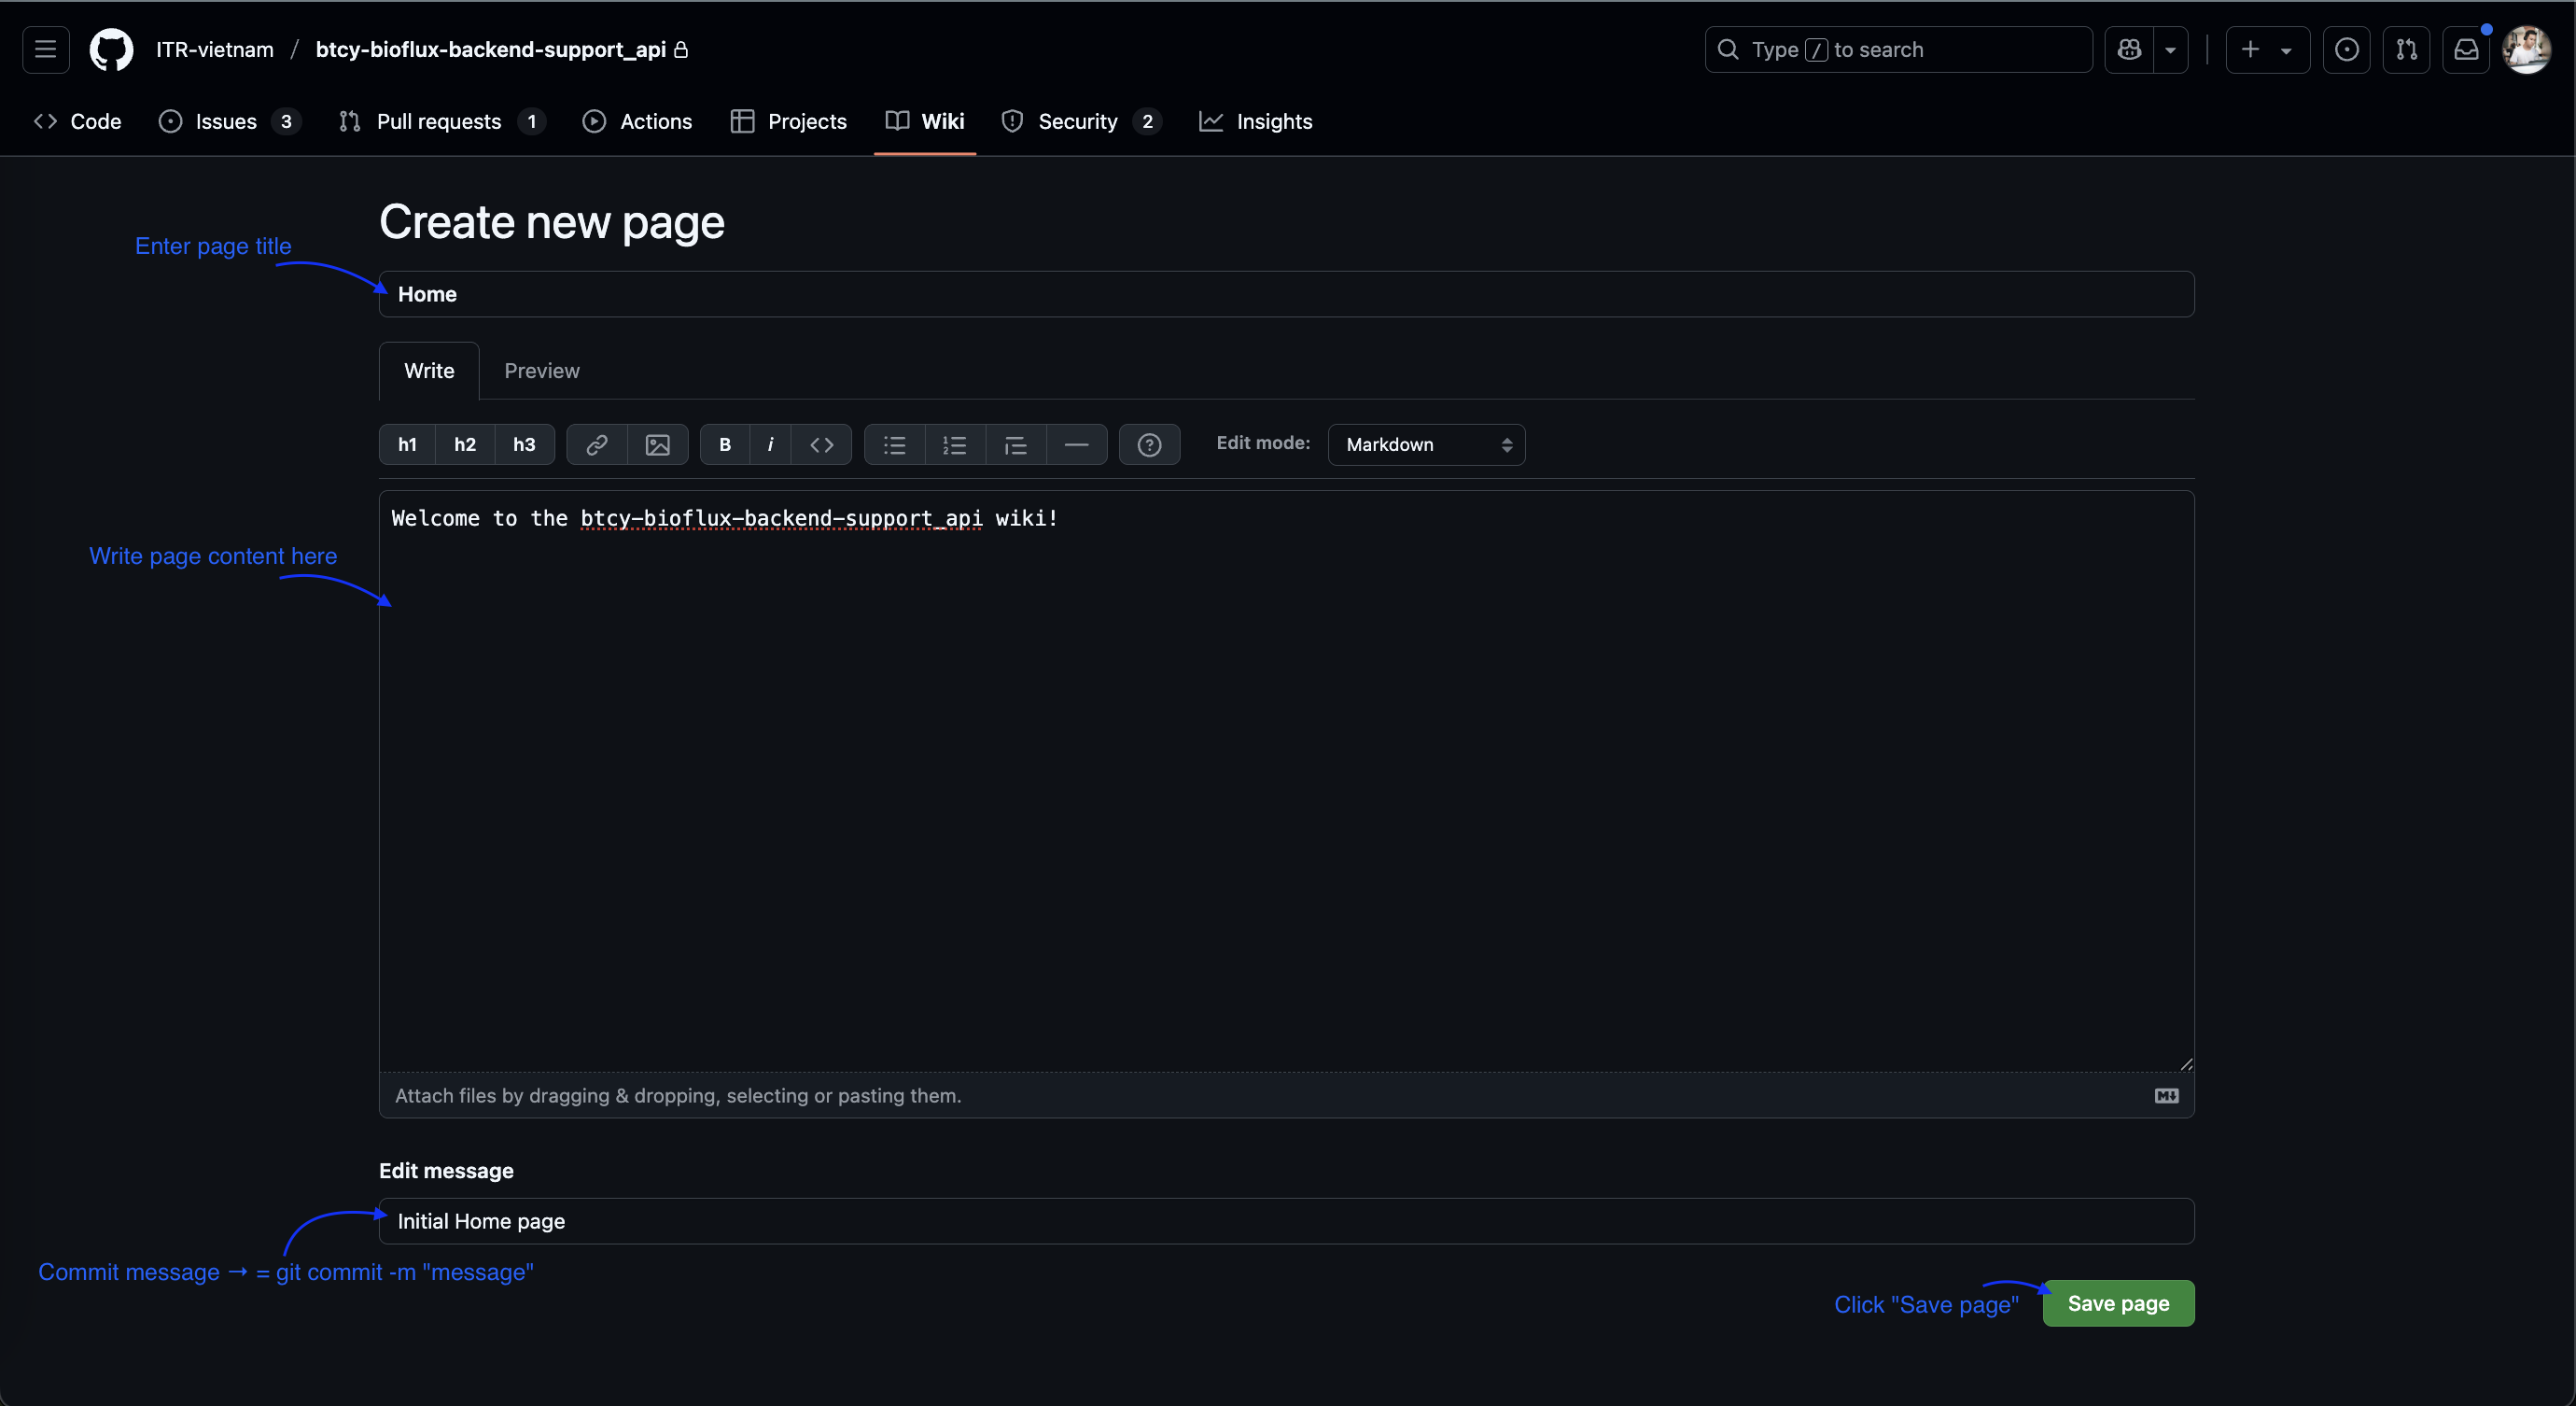 ITR-vietnam / btcy-bioflux-backend-support_api
Type / to search
Code
Issues 3
Pull requests 1
Actions
Projects
Wiki
Security 2
Insights
Create new page
Enter page title
Home
Write
Preview
h1 h2 h3 B i
Edit mode: Markdown
Welcome to the btcy-bioflux-backend-support_api wiki!
Write page content here
Attach files by dragging & dropping, selecting or pasting them.
Edit message
Initial Home page
Commit message → = git commit -m "message"
Click "Save page"
Save page